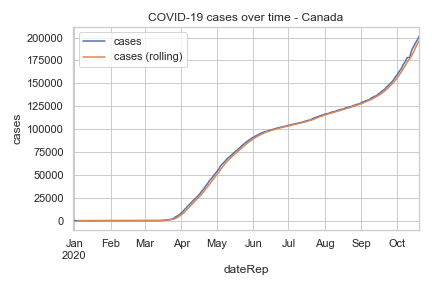 COVID-19 cases over time - Canada
cases
cases (rolling)
200000
175000
150000
125000
100000
75000
50000
25000
0
cases
Jan Feb Mar Apr May Jun Jul Aug Sep Oct
2020
dateRep